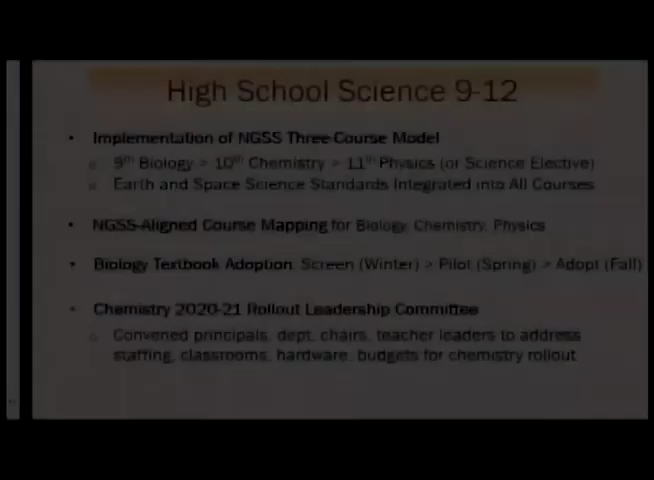 High School Science 9-12
• Implementation of NGSS Three-Course Model
o 9th Biology > 10th Chemistry > 11th Physics (or Science Elective)
o Earth and Space Science Standards Integrated into All Courses
• NGSS-Aligned Course Mapping for Biology, Chemistry, Physics
• Biology Textbook Adoption: Screen (Winter) > Pilot (Spring) > Adopt (Fall)
• Chemistry 2020-21 Rollout Leadership Committee
o Convened principals, dept. chairs, teacher leaders to address
staffing, classrooms, hardware, budgets for chemistry rollout